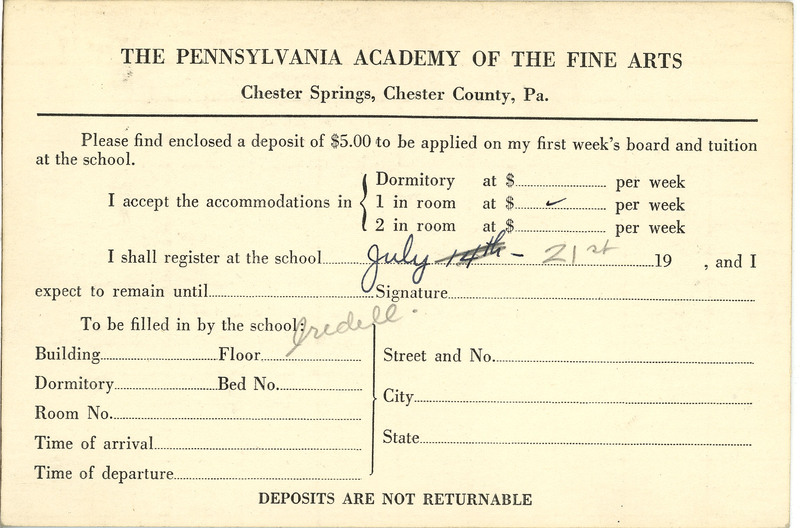 THE PENNSYLVANIA ACADEMY OF THE FINE ARTS
Chester Springs, Chester County, Pa.
Please find enclosed a deposit of $5.00 to be applied on my first week's board and tuition
at the school.
I accept the accommodations in
Dormitory at $ per week
1 in room at $ ✓ per week
2 in room at $ per week
I shall register at the school July 14th - 21st 19 , and I
expect to remain until Signature
To be filled in by the school:
Iredell.
Building Floor
Dormitory Bed No.
Room No.
Time of arrival
Time of departure
Street and No.
City
State
DEPOSITS ARE NOT RETURNABLE